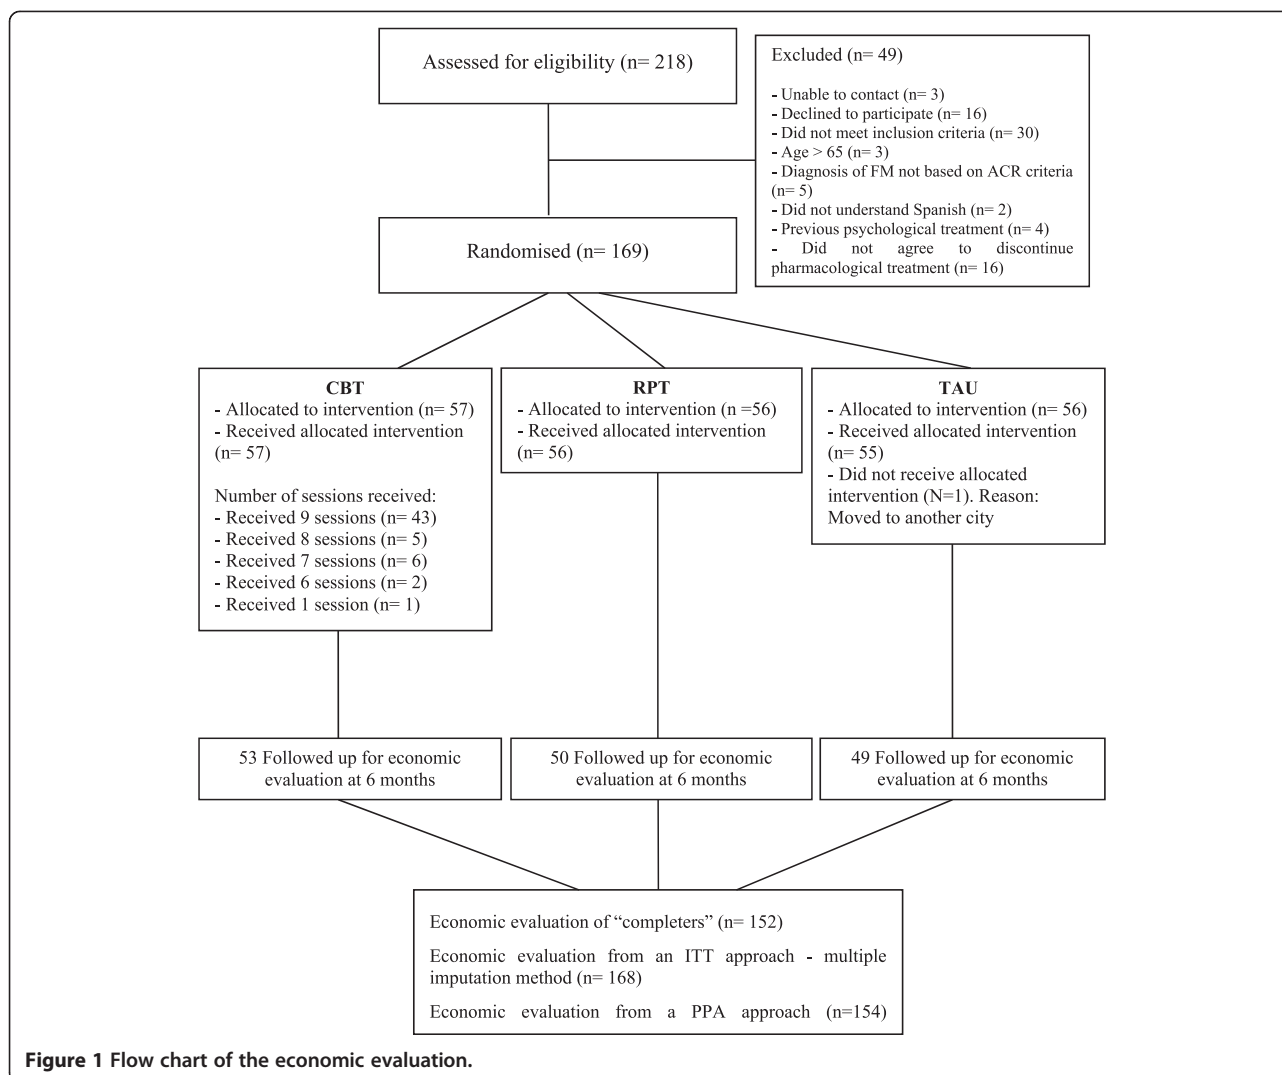 Assessed for eligibility (n= 218)
Excluded (n= 49)
- Unable to contact (n= 3)
- Declined to participate (n= 16)
- Did not meet inclusion criteria (n= 30)
- Age > 65 (n= 3)
- Diagnosis of FM not based on ACR criteria
(n= 5)
- Did not understand Spanish (n= 2)
- Previous psychological treatment (n= 4)
- Did not agree to discontinue
pharmacological treatment (n= 16)
Randomised (n= 169)
CBT
- Allocated to intervention (n= 57)
- Received allocated intervention
(n= 57)
Number of sessions received:
- Received 9 sessions (n= 43)
- Received 8 sessions (n= 5)
- Received 7 sessions (n= 6)
- Received 6 sessions (n= 2)
- Received 1 session (n= 1)
RPT
- Allocated to intervention (n =56)
- Received allocated intervention
(n= 56)
TAU
- Allocated to intervention (n= 56)
- Received allocated intervention
(n= 55)
- Did not receive allocated
intervention (N=1). Reason:
Moved to another city
53 Followed up for economic
evaluation at 6 months
50 Followed up for economic
evaluation at 6 months
49 Followed up for economic
evaluation at 6 months
Economic evaluation of “completers” (n= 152)
Economic evaluation from an ITT approach - multiple
imputation method (n= 168)
Economic evaluation from a PPA approach (n=154)
Figure 1 Flow chart of the economic evaluation.